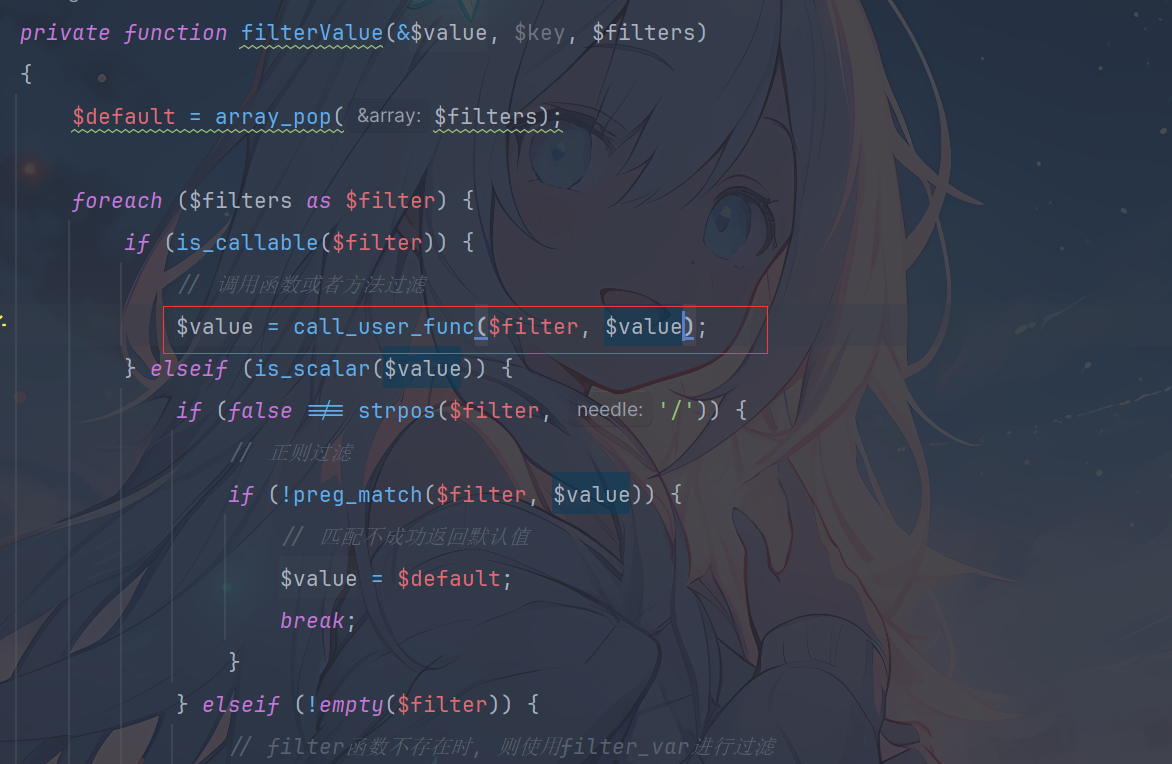 private function filterValue(&$value, $key, $filters)
{
$default = array_pop( &array: $filters);
foreach ($filters as $filter) {
if (is_callable($filter)) {
// 调用函数或者方法过滤
$value = call_user_func($filter, $value);
} elseif (is_scalar($value)) {
if (false !== strpos($filter, needle: '/')) {
// 正则过滤
if (!preg_match($filter, $value)) {
// 匹配不成功返回默认值
$value = $default;
break;
}
} elseif (!empty($filter)) {
// filter函数不存在时, 则使用filter_var进行过滤